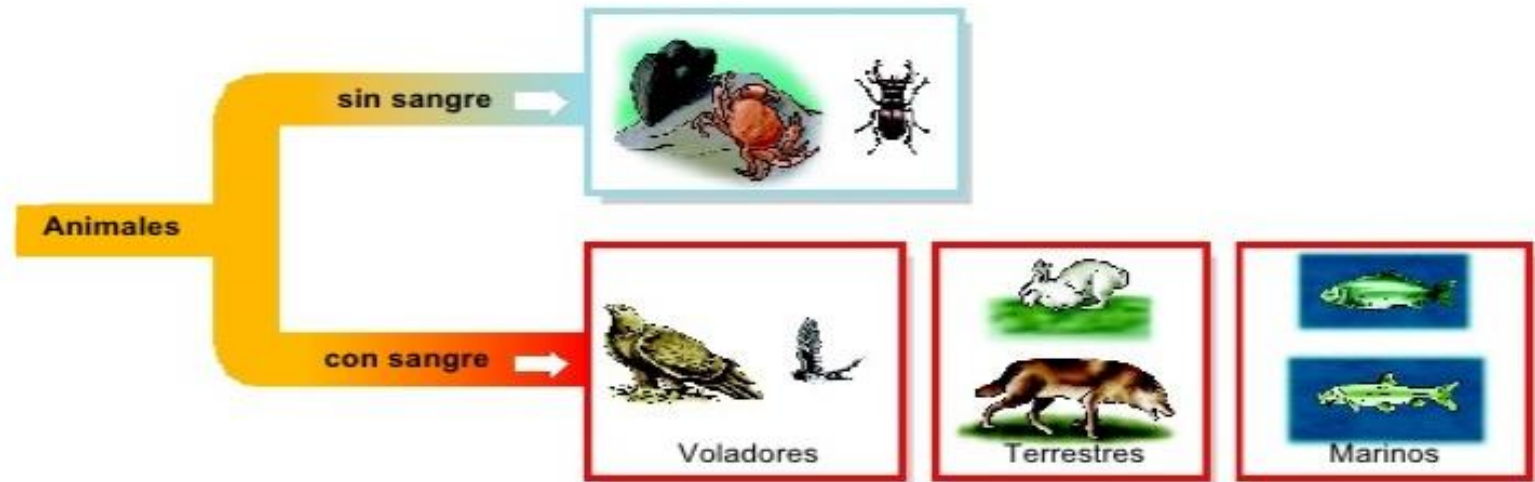 sin sangre
Animales
con sangre
Voladores
Terrestres
Marinos